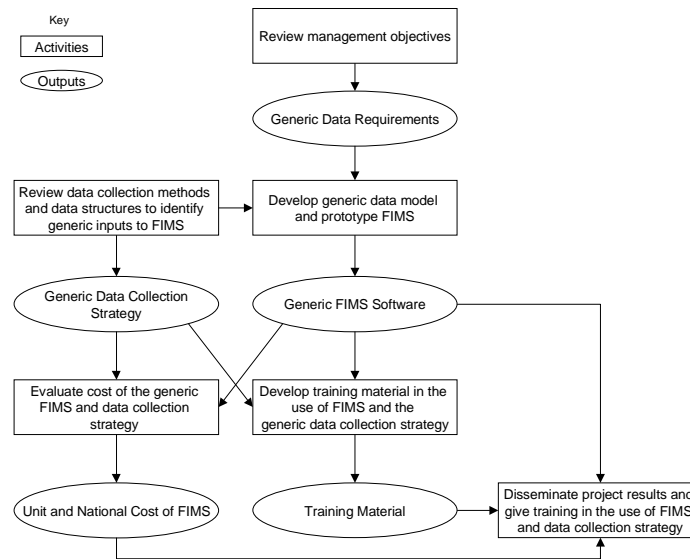 Key
Activities
Outputs
Review management objectives
Generic Data Requirements
Review data collection methods
and data structures to identify
generic inputs to FIMS
Develop generic data model
and prototype FIMS
Generic Data Collection
Strategy
Generic FIMS Software
Evaluate cost of the generic
FIMS and data collection
strategy
Develop training material in the
use of FIMS and the
generic data collection strategy
Unit and National Cost of FIMS
Training Material
Disseminate project results and
give training in the use of FIMS
and data collection strategy